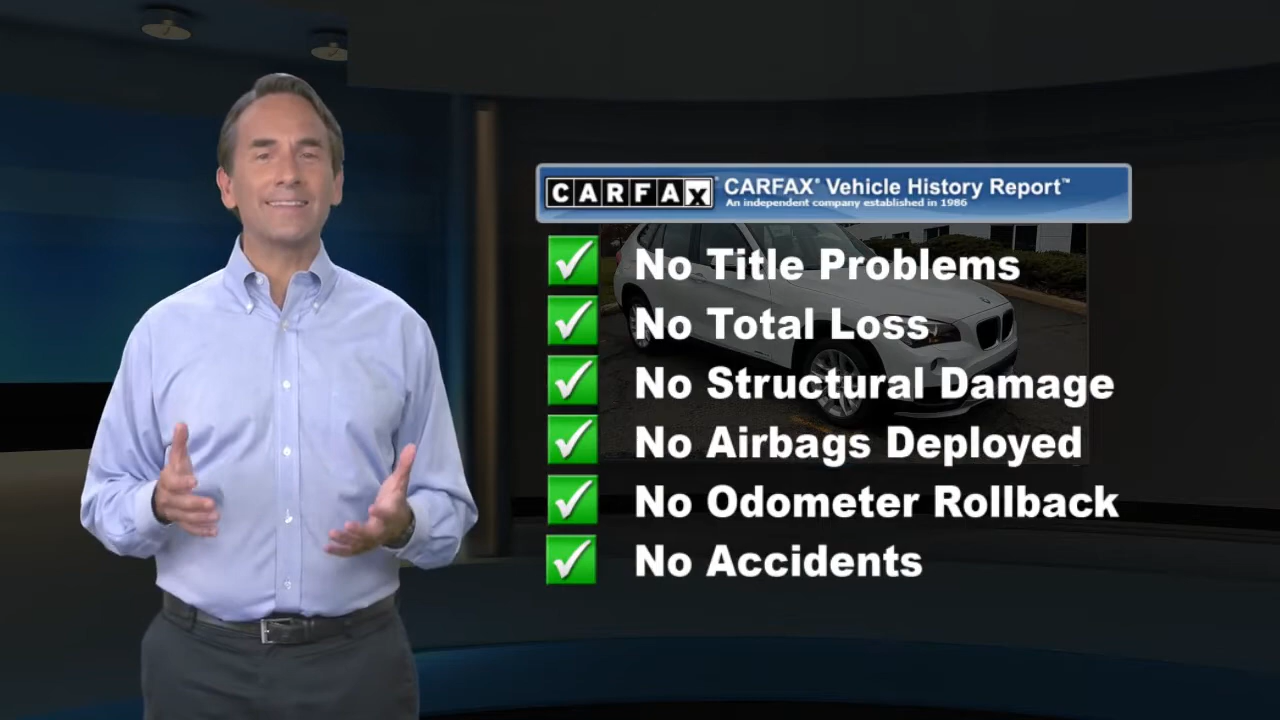 CARFAX® CARFAX® Vehicle History Report™
An independent company established in 1986
No Title Problems
No Total Loss
No Structural Damage
No Airbags Deployed
No Odometer Rollback
No Accidents